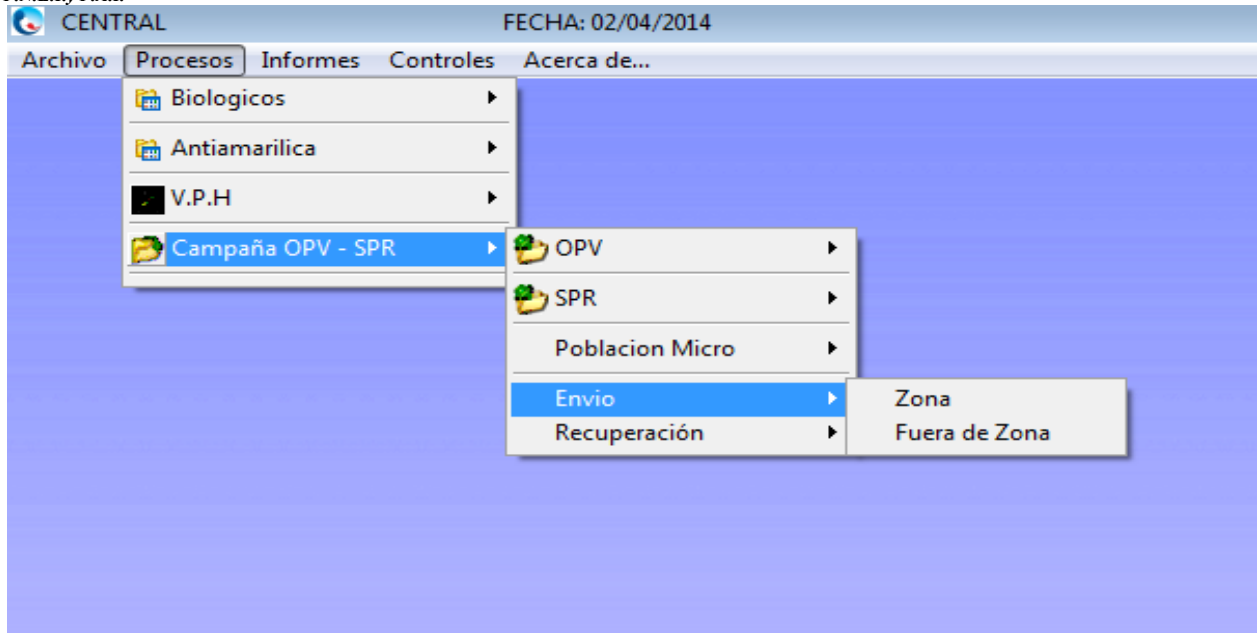 CENTRAL FECHA: 02/04/2014
Archivo Procesos Informes Controles Acerca de...
Biologicos
Antiamarilica
V.P.H
Campaña OPV - SPR
OPV
SPR
Poblacion Micro
Envio
Recuperación
Zona
Fuera de Zona